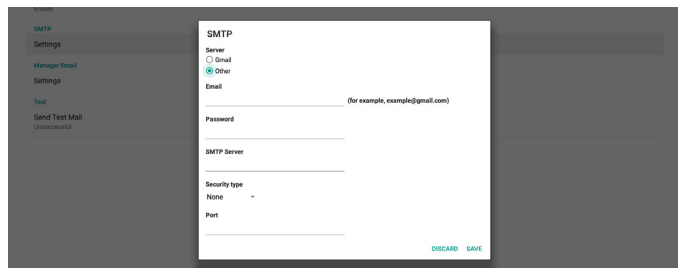 Enable
SMTP
Settings
Manager Email
Settings
Test
Send Test Mail
Unsuccessful
SMTP
Server
Gmail
Other
Email
(for example, example@gmail.com)
Password
SMTP Server
Security type
None
Port
DISCARD SAVE